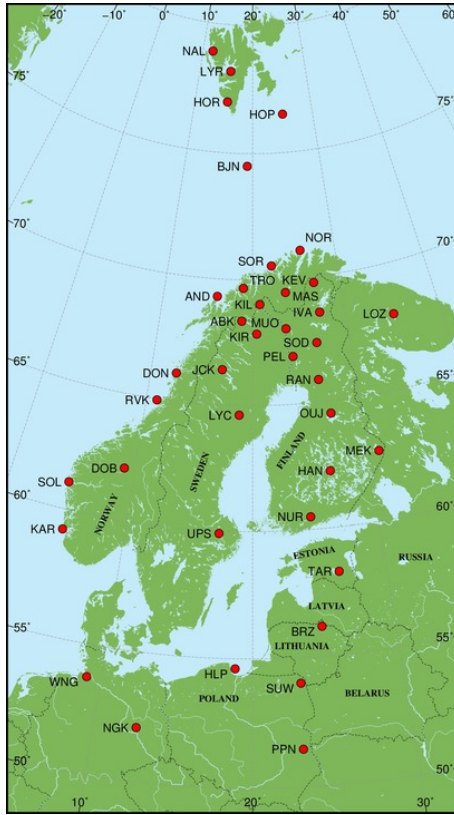 −20° −10° 0° 10° 20° 30° 40° 50° 60°
NAL
LYR
75°
HOR
HOP
75°
BJN
70°
NOR
SOR
70°
TRO
KEV
AND
MAS
KIL
IVA
LOZ
ABK
MUO
KIR
SOD
65°
PEL
DON
JCK
RAN
65°
RVK
LYC
OUJ
FINLAND
MEK
SWEDEN
DOB
HAN
SOL
60°
NORWAY
60°
NUR
KAR
UPS
ESTONIA
RUSSIA
TAR
LATVIA
55°
BRZ
55°
LITHUANIA
HLP
WNG
SUW
POLAND
BELARUS
NGK
PPN
50°
50°
10° 20° 30°